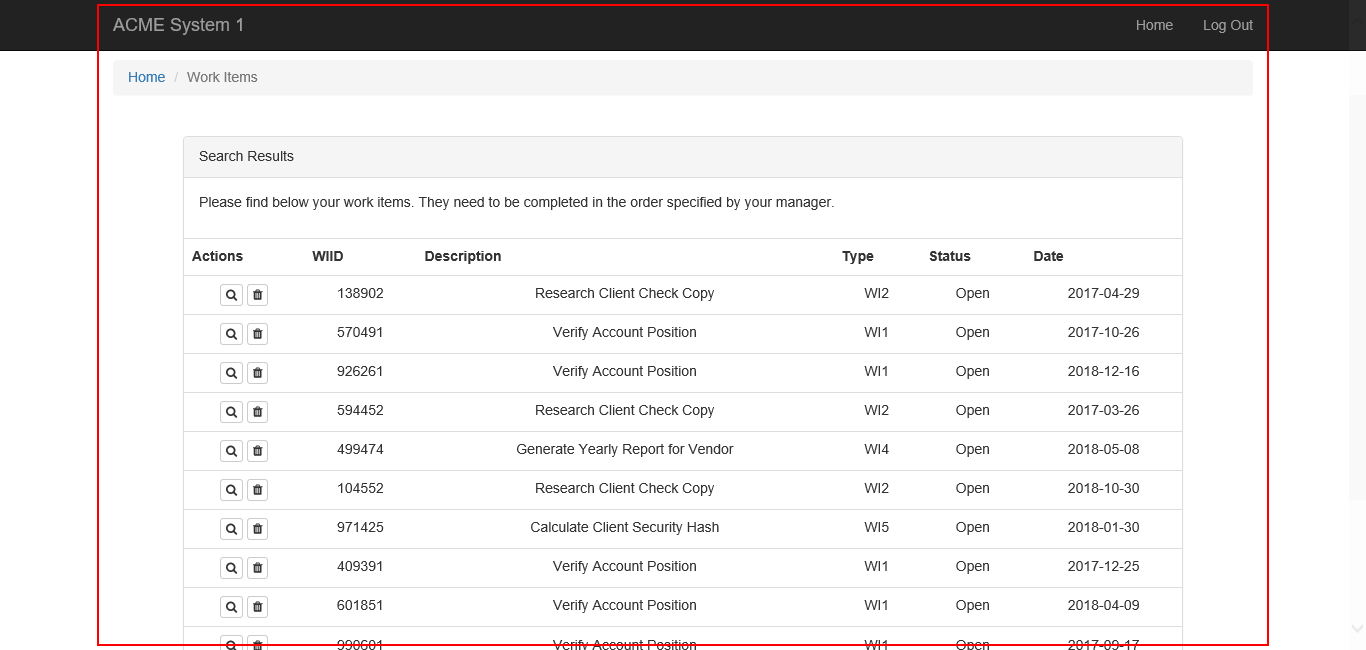 ACME System 1 Home Log Out
Home / Work Items
Search Results
Please find below your work items. They need to be completed in the order specified by your manager.
Actions WIID Description Type Status Date
138902 Research Client Check Copy WI2 Open 2017-04-29
570491 Verify Account Position WI1 Open 2017-10-26
926261 Verify Account Position WI1 Open 2018-12-16
594452 Research Client Check Copy WI2 Open 2017-03-26
499474 Generate Yearly Report for Vendor WI4 Open 2018-05-08
104552 Research Client Check Copy WI2 Open 2018-10-30
971425 Calculate Client Security Hash WI5 Open 2018-01-30
409391 Verify Account Position WI1 Open 2017-12-25
601851 Verify Account Position WI1 Open 2018-04-09
990601 Verify Account Position WI1 Open 2017-09-17